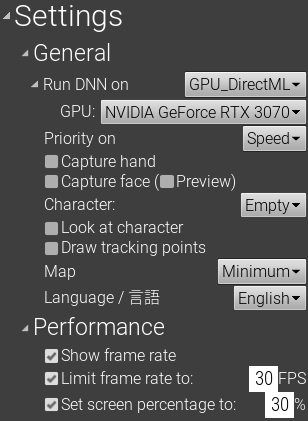 Settings
General
Run DNN on GPU_DirectML
GPU: NVIDIA GeForce RTX 3070
Priority on Speed
Capture hand
Capture face (Preview)
Character: Empty
Look at character
Draw tracking points
Map Minimum
Language / 言語 English
Performance
Show frame rate
Limit frame rate to: 30 FPS
Set screen percentage to: 30 %